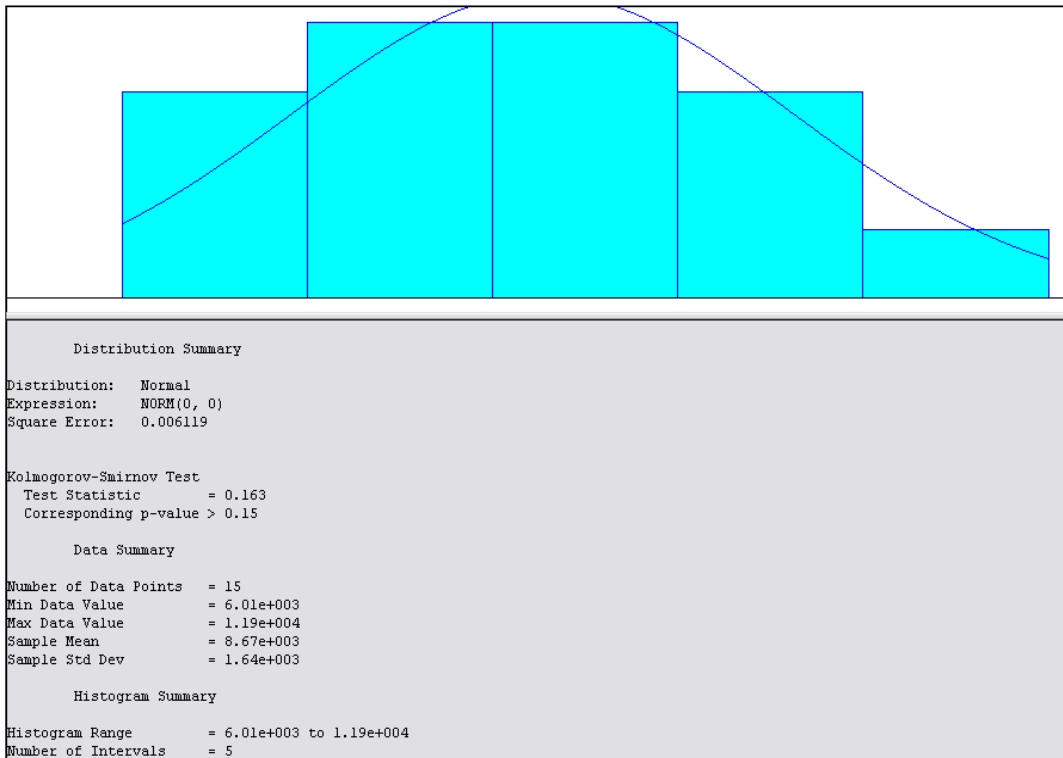 Distribution Summary
Distribution: Normal
Expression: NORM(0, 0)
Square Error: 0.006119
Kolmogorov-Smirnov Test
Test Statistic = 0.163
Corresponding p-value > 0.15
Data Summary
Number of Data Points = 15
Min Data Value = 6.01e+003
Max Data Value = 1.19e+004
Sample Mean = 8.67e+003
Sample Std Dev = 1.64e+003
Histogram Summary
Histogram Range = 6.01e+003 to 1.19e+004
Number of Intervals = 5